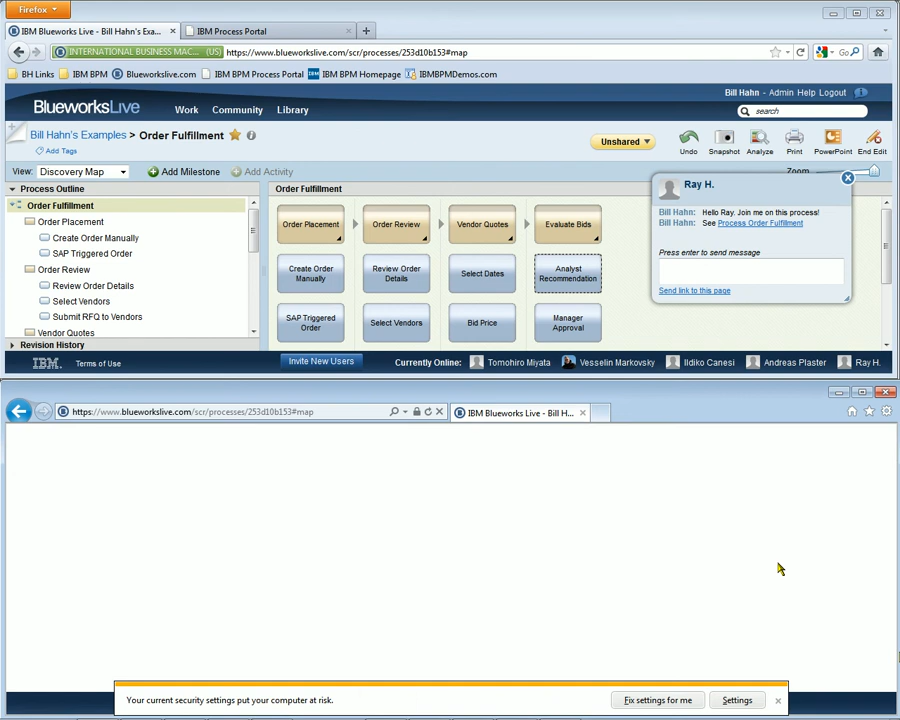 Firefox
IBM Blueworks Live - Bill Hahn's Exam...
IBM Process Portal
INTERNATIONAL BUSINESS MAC... (US)
https://www.blueworkslive.com/scr/processes/253d10b153#map
Go
BH Links
IBM BPM
Blueworkslive.com
IBM BPM Process Portal
IBM BPM Homepage
IBMBPMDemos.com
Bill Hahn - Admin Help Logout
BLUEWORKSLIVE
Work
Community
Library
search
Bill Hahn's Examples > Order Fulfillment
Add Tags
Unshared
Undo
Snapshot
Analyze
Print
PowerPoint
End Edit
View:
Discovery Map
Add Milestone
Add Activity
Zoom
Process Outline
Order Fulfillment
Order Placement
Create Order Manually
SAP Triggered Order
Order Review
Review Order Details
Select Vendors
Submit RFQ to Vendors
Vendor Quotes
Revision History
Order Fulfillment
Order Placement
Order Review
Vendor Quotes
Evaluate Bids
Create Order
Manually
Review Order
Details
Select Dates
Analyst
Recommendation
SAP Triggered
Order
Select Vendors
Bid Price
Manager
Approval
Ray H.
Bill Hahn: Hello Ray. Join me on this process!
Bill Hahn: See Process Order Fulfillment
Press enter to send message
Send link to this page
IBM.
Terms of Use
Invite New Users
Currently Online:
Tomohiro Miyata
Vesselin Markovsky
Ildiko Canesi
Andreas Plaster
Ray H.
https://www.blueworkslive.com/scr/processes/253d10b153#map
IBM Blueworks Live - Bill H...
Your current security settings put your computer at risk.
Fix settings for me
Settings